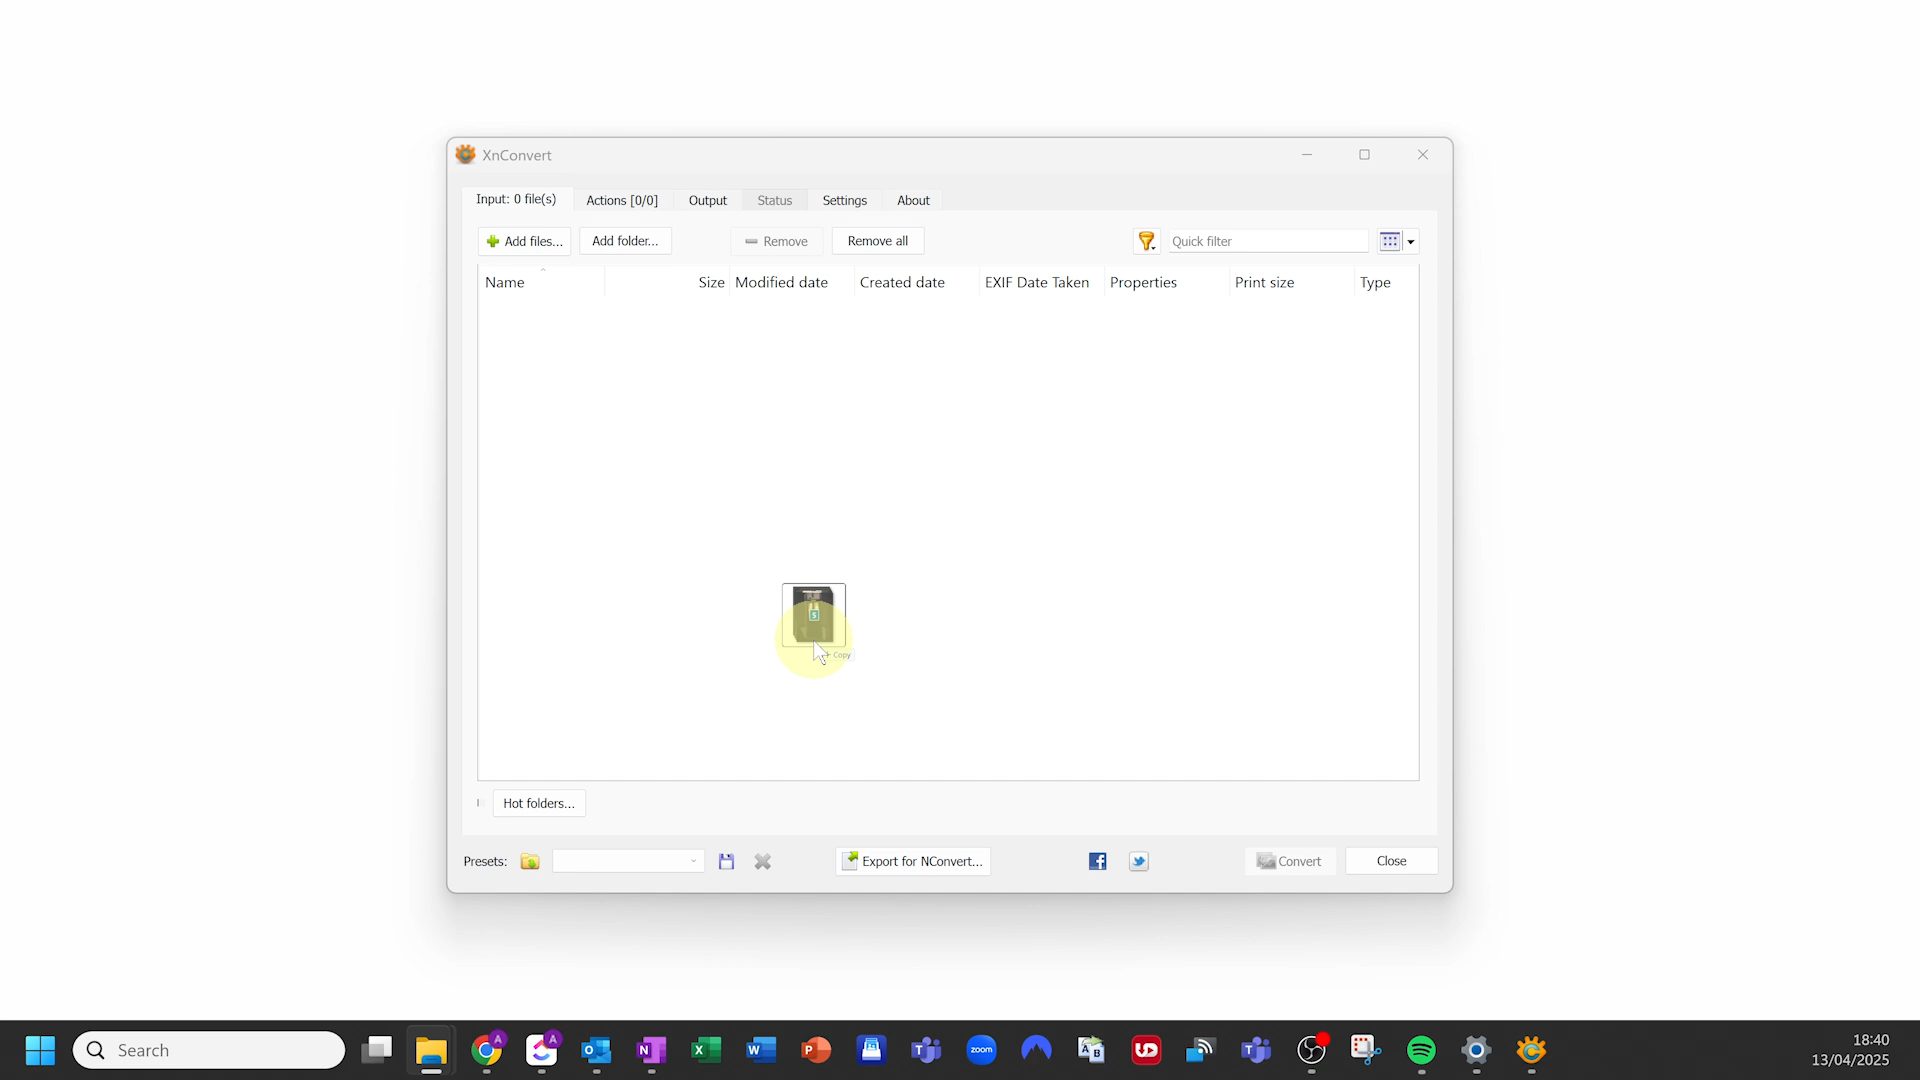 XnConvert
Input: 0 file(s) Actions [0/0] Output Status Settings About
Add files... Add folder... Remove Remove all Quick filter
Name Size Modified date Created date EXIF Date Taken Properties Print size Type
S
+ Copy
Hot folders...
Presets: Export for NConvert... Convert Close
Search
A A
N X W P zoom A B
18:40
13/04/2025